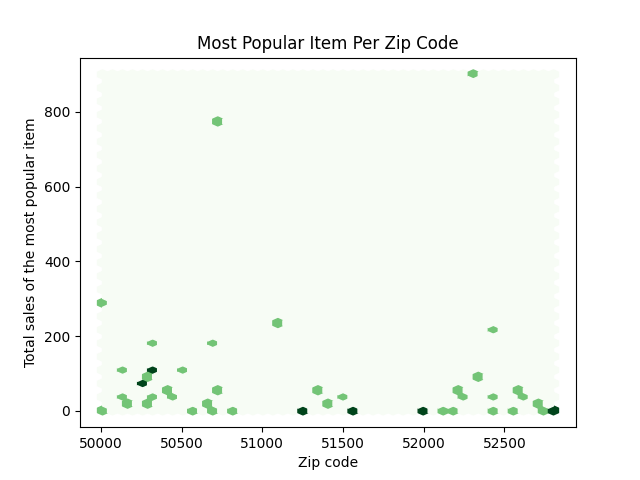 Most Popular Item Per Zip Code
Total sales of the most popular item
800
600
400
200
0
50000 50500 51000 51500 52000 52500
Zip code